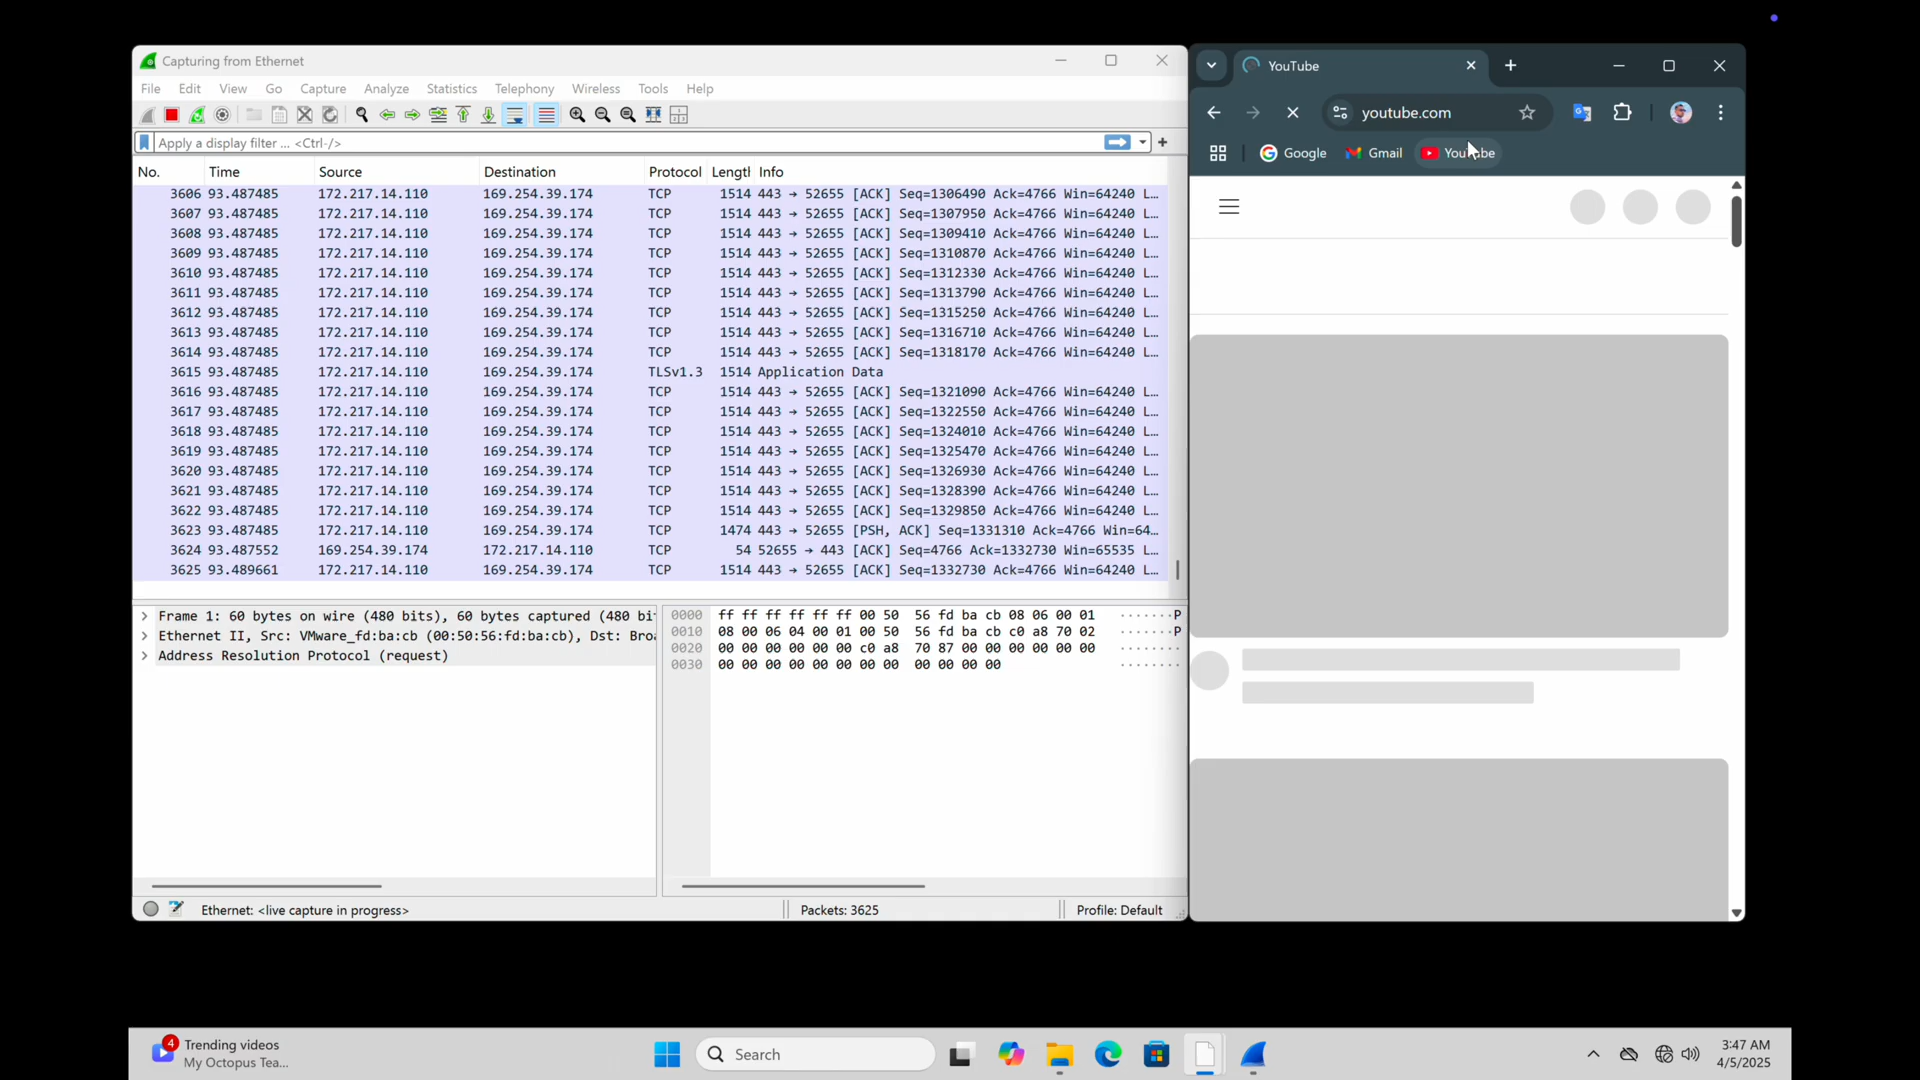 Capturing from Ethernet
File Edit View Go Capture Analyze Statistics Telephony Wireless Tools Help
Apply a display filter ... <Ctrl-/>
No. Time Source Destination Protocol Length Info
3606 93.487485 172.217.14.110 169.254.39.174 TCP 1514 443 → 52655 [ACK] Seq=1306490 Ack=4766 Win=64240 L…
3607 93.487485 172.217.14.110 169.254.39.174 TCP 1514 443 → 52655 [ACK] Seq=1307950 Ack=4766 Win=64240 L…
3608 93.487485 172.217.14.110 169.254.39.174 TCP 1514 443 → 52655 [ACK] Seq=1309410 Ack=4766 Win=64240 L…
3609 93.487485 172.217.14.110 169.254.39.174 TCP 1514 443 → 52655 [ACK] Seq=1310870 Ack=4766 Win=64240 L…
3610 93.487485 172.217.14.110 169.254.39.174 TCP 1514 443 → 52655 [ACK] Seq=1312330 Ack=4766 Win=64240 L…
3611 93.487485 172.217.14.110 169.254.39.174 TCP 1514 443 → 52655 [ACK] Seq=1313790 Ack=4766 Win=64240 L…
3612 93.487485 172.217.14.110 169.254.39.174 TCP 1514 443 → 52655 [ACK] Seq=1315250 Ack=4766 Win=64240 L…
3613 93.487485 172.217.14.110 169.254.39.174 TCP 1514 443 → 52655 [ACK] Seq=1316710 Ack=4766 Win=64240 L…
3614 93.487485 172.217.14.110 169.254.39.174 TCP 1514 443 → 52655 [ACK] Seq=1318170 Ack=4766 Win=64240 L…
3615 93.487485 172.217.14.110 169.254.39.174 TLSv1.3 1514 Application Data
3616 93.487485 172.217.14.110 169.254.39.174 TCP 1514 443 → 52655 [ACK] Seq=1321090 Ack=4766 Win=64240 L…
3617 93.487485 172.217.14.110 169.254.39.174 TCP 1514 443 → 52655 [ACK] Seq=1322550 Ack=4766 Win=64240 L…
3618 93.487485 172.217.14.110 169.254.39.174 TCP 1514 443 → 52655 [ACK] Seq=1324010 Ack=4766 Win=64240 L…
3619 93.487485 172.217.14.110 169.254.39.174 TCP 1514 443 → 52655 [ACK] Seq=1325470 Ack=4766 Win=64240 L…
3620 93.487485 172.217.14.110 169.254.39.174 TCP 1514 443 → 52655 [ACK] Seq=1326930 Ack=4766 Win=64240 L…
3621 93.487485 172.217.14.110 169.254.39.174 TCP 1514 443 → 52655 [ACK] Seq=1328390 Ack=4766 Win=64240 L…
3622 93.487485 172.217.14.110 169.254.39.174 TCP 1514 443 → 52655 [ACK] Seq=1329850 Ack=4766 Win=64240 L…
3623 93.487485 172.217.14.110 169.254.39.174 TCP 1474 443 → 52655 [PSH, ACK] Seq=1331310 Ack=4766 Win=64…
3624 93.487552 169.254.39.174 172.217.14.110 TCP 54 52655 → 443 [ACK] Seq=4766 Ack=1332730 Win=65535 L…
3625 93.489661 172.217.14.110 169.254.39.174 TCP 1514 443 → 52655 [ACK] Seq=1332730 Ack=4766 Win=64240 L…
Frame 1: 60 bytes on wire (480 bits), 60 bytes captured (480 bi
Ethernet II, Src: VMware_fd:ba:cb (00:50:56:fd:ba:cb), Dst: Bro
Address Resolution Protocol (request)
0000 ff ff ff ff ff ff 00 50 56 fd ba cb 08 06 00 01 ·······P
0010 08 00 06 04 00 01 00 50 56 fd ba cb c0 a8 70 02 ·······P
0020 00 00 00 00 00 00 c0 a8 70 87 00 00 00 00 00 00 ········
0030 00 00 00 00 00 00 00 00 00 00 00 00 ········
Ethernet: <live capture in progress>
Packets: 3625
Profile: Default
YouTube
youtube.com
Google Gmail YouTube
4
Trending videos
My Octopus Tea...
Search
3:47 AM
4/5/2025